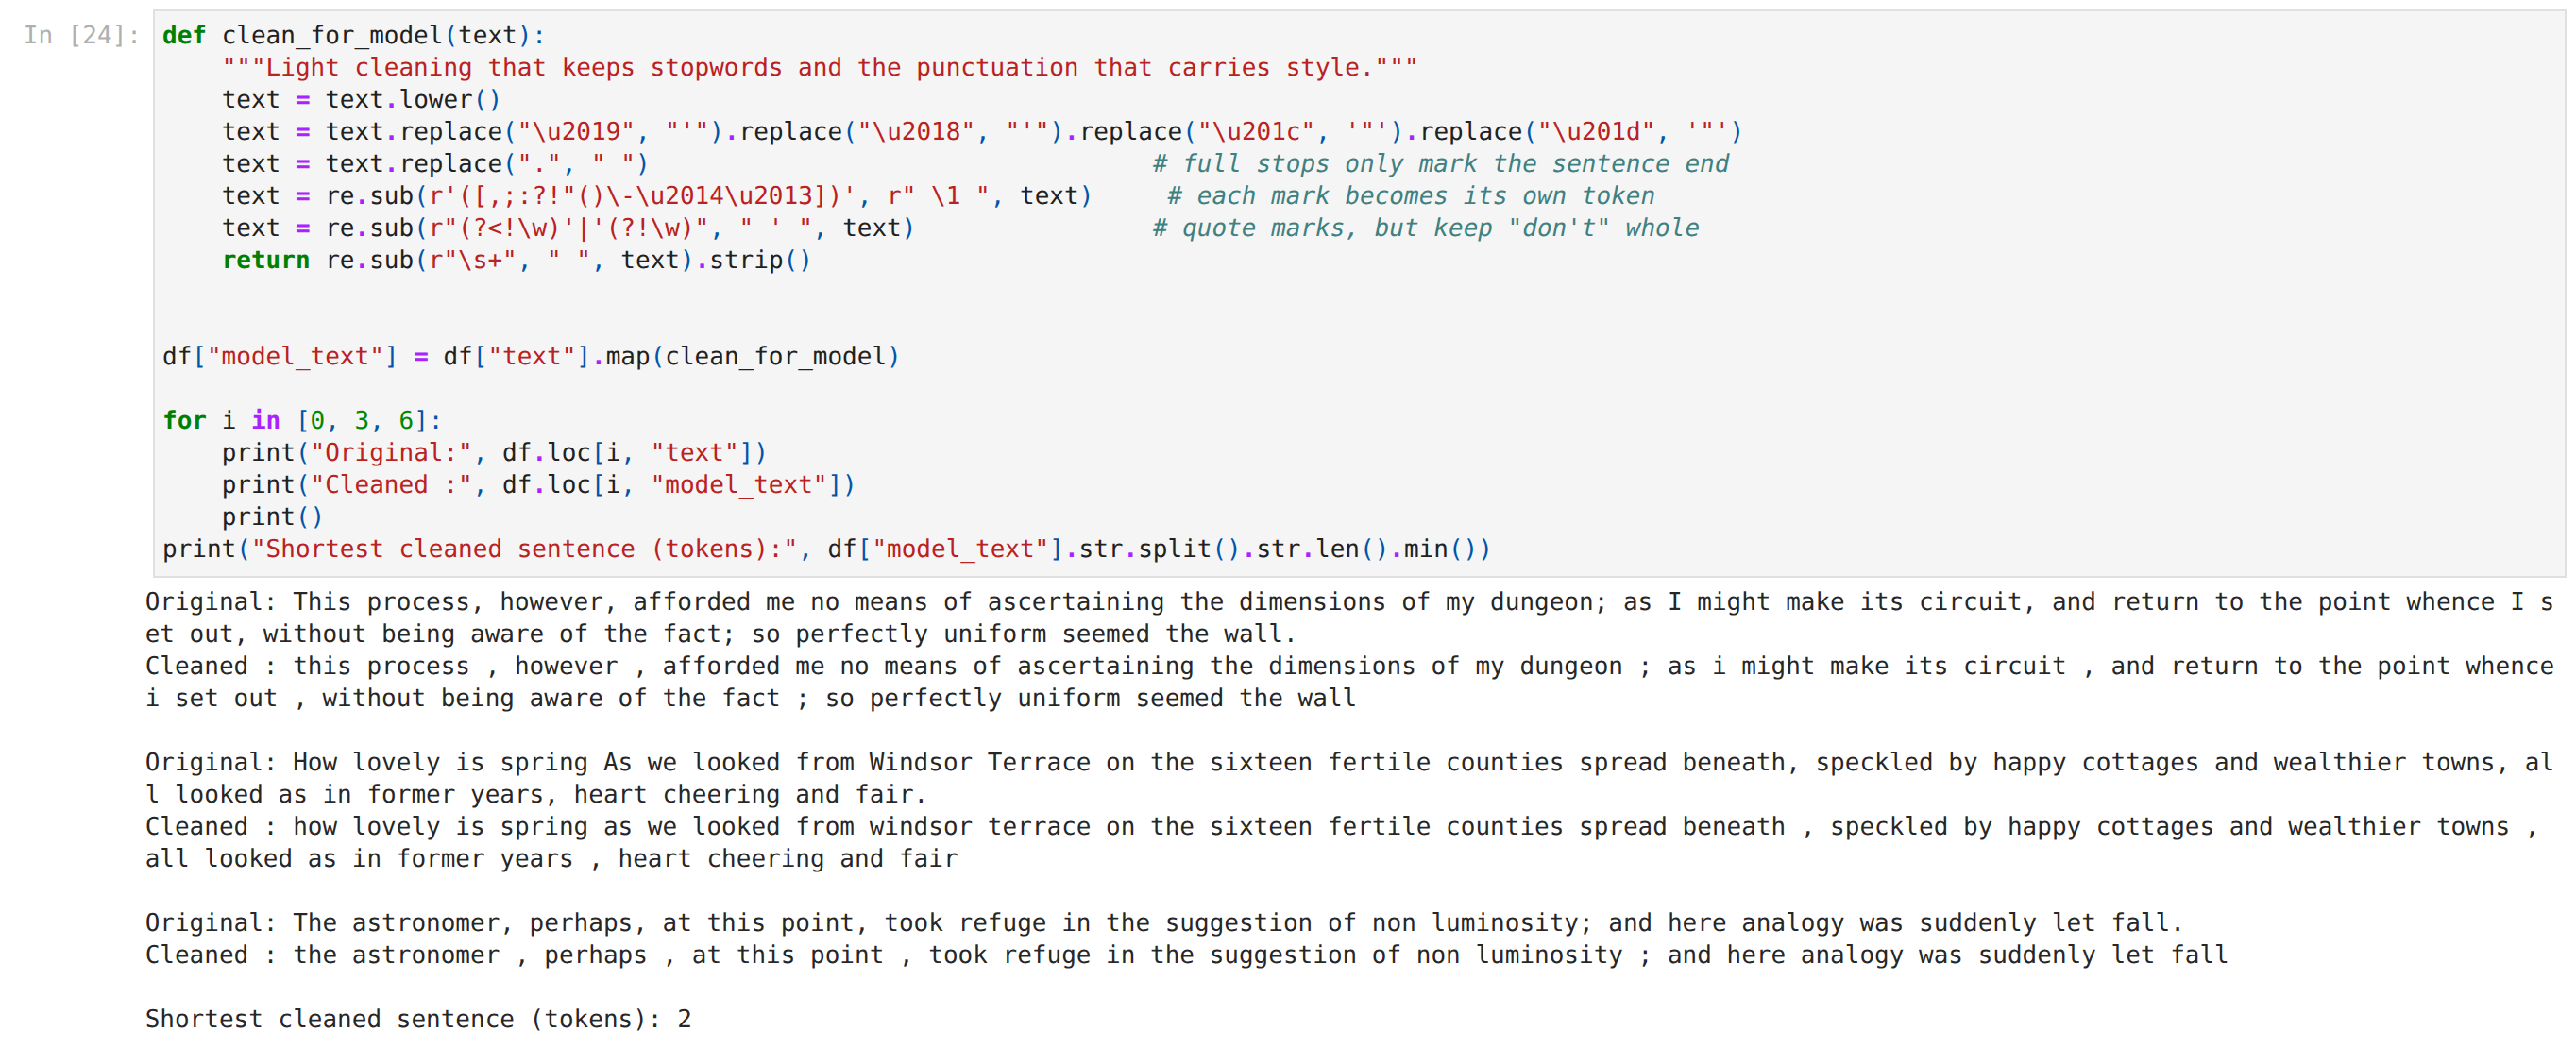 In [24]: def clean_for_model(text):
    """Light cleaning that keeps stopwords and the punctuation that carries style."""
    text = text.lower()
    text = text.replace("\u2019", "'").replace("\u2018", "'").replace("\u201c", '"').replace("\u201d", '"')
    text = text.replace(".", " ")                                  # full stops only mark the sentence end
    text = re.sub(r'([,;:?!"()\-\u2014\u2013])', r" \1 ", text)     # each mark becomes its own token
    text = re.sub(r"(?<!\w)'|'(?!\w)", " ' ", text)                # quote marks, but keep "don't" whole
    return re.sub(r"\s+", " ", text).strip()
df["model_text"] = df["text"].map(clean_for_model)
for i in [0, 3, 6]:
    print("Original:", df.loc[i, "text"])
    print("Cleaned :", df.loc[i, "model_text"])
    print()
print("Shortest cleaned sentence (tokens):", df["model_text"].str.split().str.len().min())
Original: This process, however, afforded me no means of ascertaining the dimensions of my dungeon; as I might make its circuit, and return to the point whence I s
et out, without being aware of the fact; so perfectly uniform seemed the wall.
Cleaned : this process , however , afforded me no means of ascertaining the dimensions of my dungeon ; as i might make its circuit , and return to the point whence
i set out , without being aware of the fact ; so perfectly uniform seemed the wall
Original: How lovely is spring As we looked from Windsor Terrace on the sixteen fertile counties spread beneath, speckled by happy cottages and wealthier towns, al
l looked as in former years, heart cheering and fair.
Cleaned : how lovely is spring as we looked from windsor terrace on the sixteen fertile counties spread beneath , speckled by happy cottages and wealthier towns ,
all looked as in former years , heart cheering and fair
Original: The astronomer, perhaps, at this point, took refuge in the suggestion of non luminosity; and here analogy was suddenly let fall.
Cleaned : the astronomer , perhaps , at this point , took refuge in the suggestion of non luminosity ; and here analogy was suddenly let fall
Shortest cleaned sentence (tokens): 2